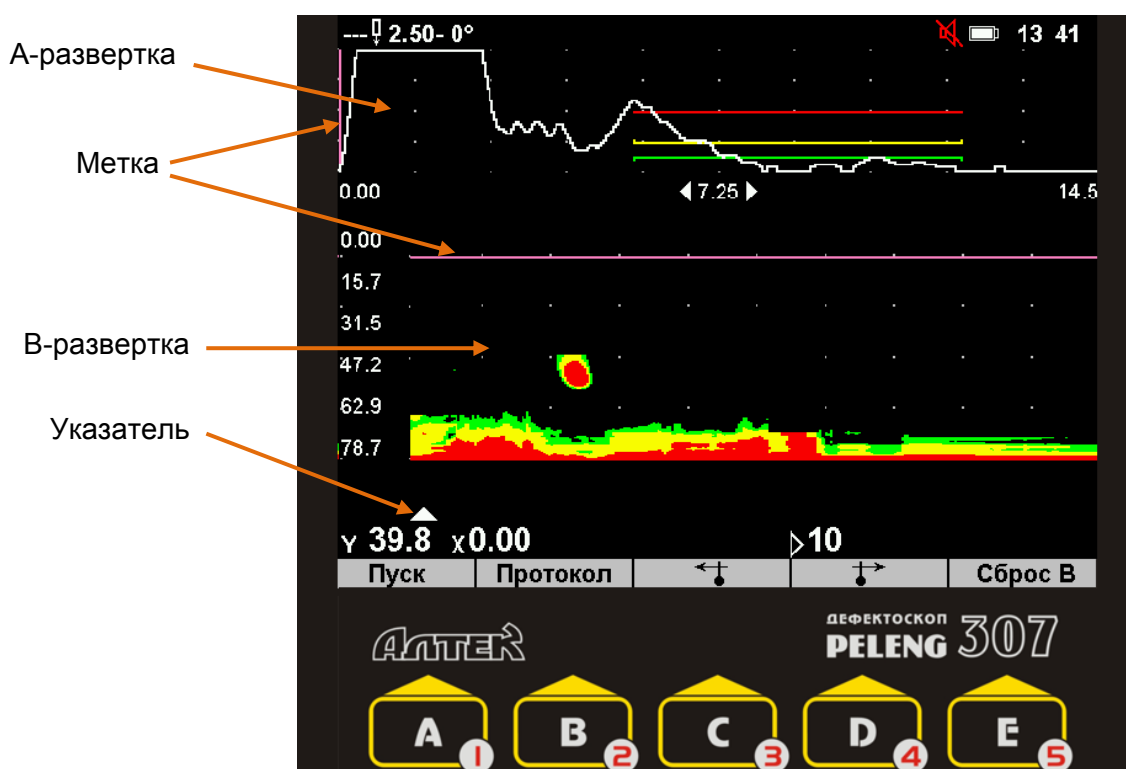 А-развертка
Метка
В-развертка
Указатель
--- 2.50- 0° 13 41
0.00 7.25 14.5
0.00
15.7
31.5
47.2
62.9
78.7
Y 39.8 X0.00 10
Пуск Протокол Сброс В
Алтек
ДЕФЕКТОСКОП
PELENG 307
A B C D E
1 2 3 4 5